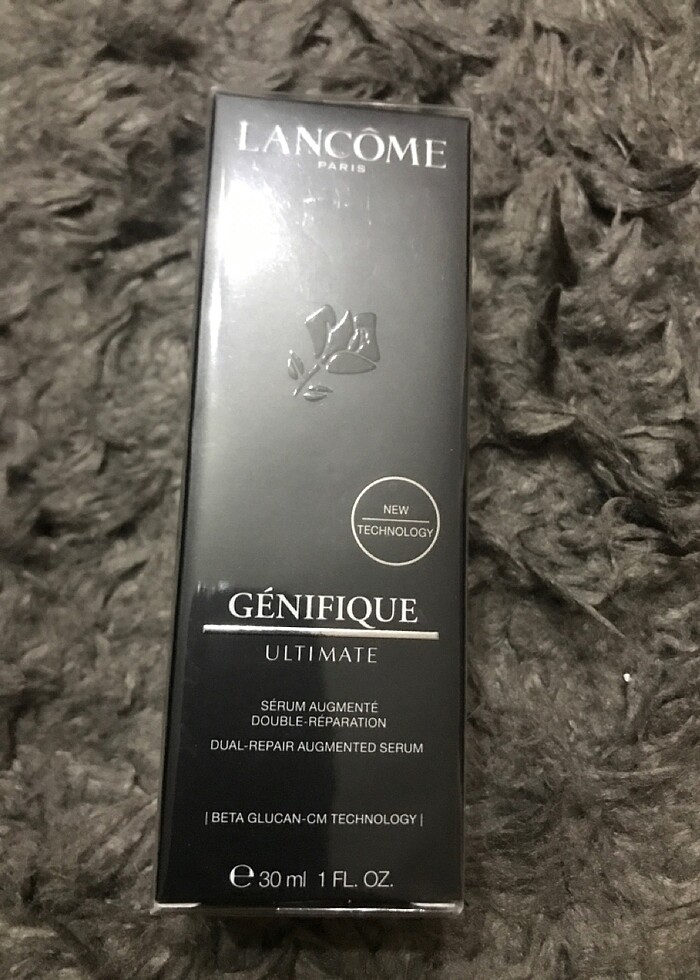 LANCÔME
PARIS
NEW
TECHNOLOGY
GÉNIFIQUE
ULTIMATE
SÉRUM AUGMENTÉ
DOUBLE-RÉPARATION
DUAL-REPAIR AUGMENTED SERUM
| BETA GLUCAN-CM TECHNOLOGY |
℮ 30 ml 1 FL. OZ.